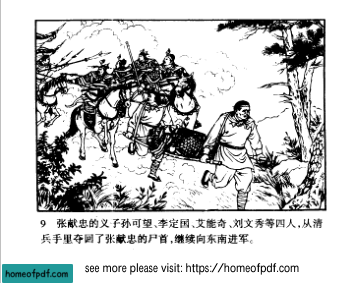 9 张献忠的义子孙可望、李定国、艾能奇、刘文秀等四人,从清
兵手里夺回了张献忠的尸首,继续向东南进军。
homeofpdf.com
see more please visit: https://homeofpdf.com